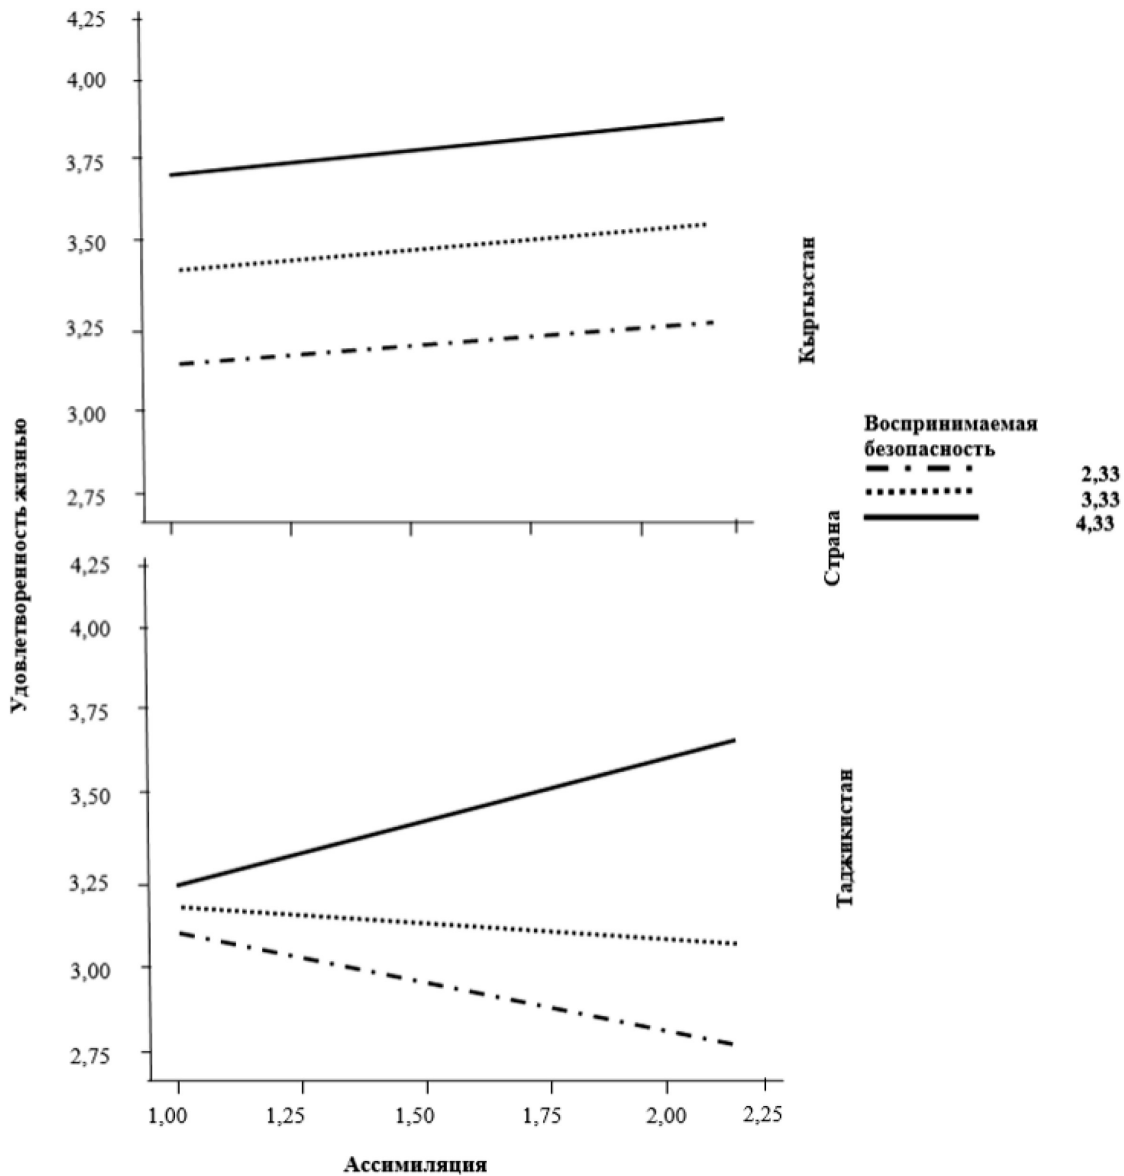 4,25
4,00
3,75
3,50
3,25
3,00
2,75
Кыргызстан
Удовлетворенность жизнью
Воспринимаемая
безопасность
2,33
3,33
4,33
Страна
4,25
4,00
3,75
3,50
3,25
3,00
2,75
Таджикистан
1,00 1,25 1,50 1,75 2,00 2,25
Ассимиляция